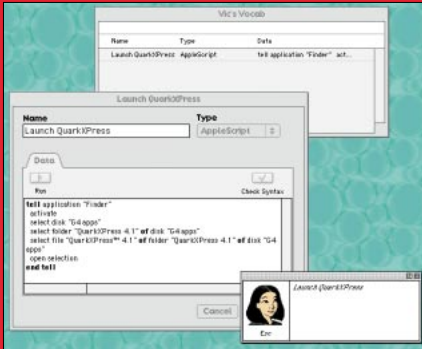 Vic's Vocab
Name Type Data
Launch QuarkXPress AppleScript tell application "Finder" act...
Launch QuarkXPress
Name Type
Launch QuarkXPress AppleScript
Data
Run Check Syntax
tell application "Finder"
activate
select disk "G4 apps"
select folder "QuarkXPress 4.1" of disk "G4 apps"
select file "QuarkXPress™ 4.1" of folder "QuarkXPress 4.1" of disk "G4
apps"
open selection
end tell
Cancel
Launch QuarkXPress